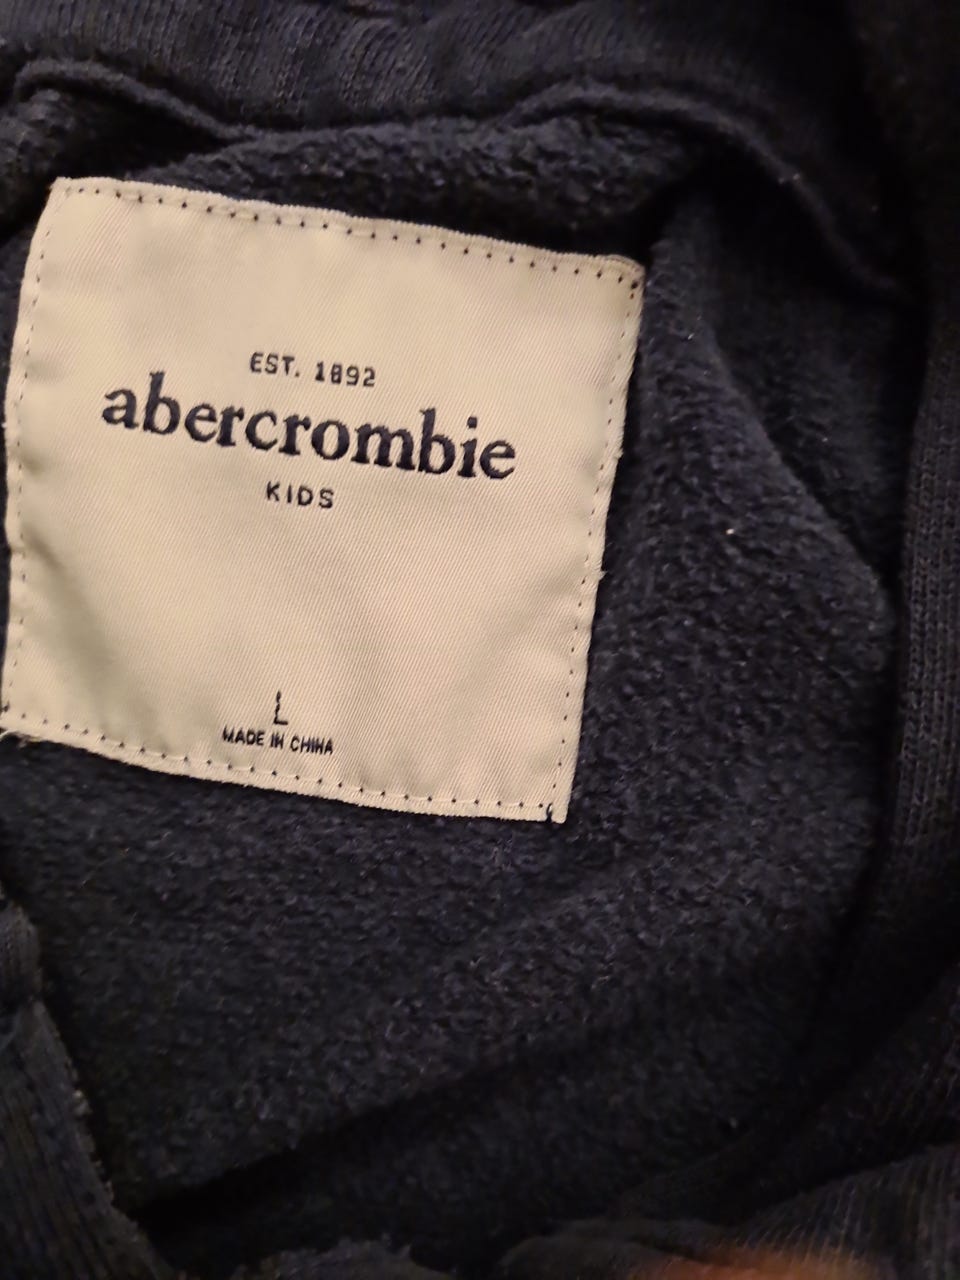 EST. 1892
abercrombie
KIDS
L
MADE IN CHINA